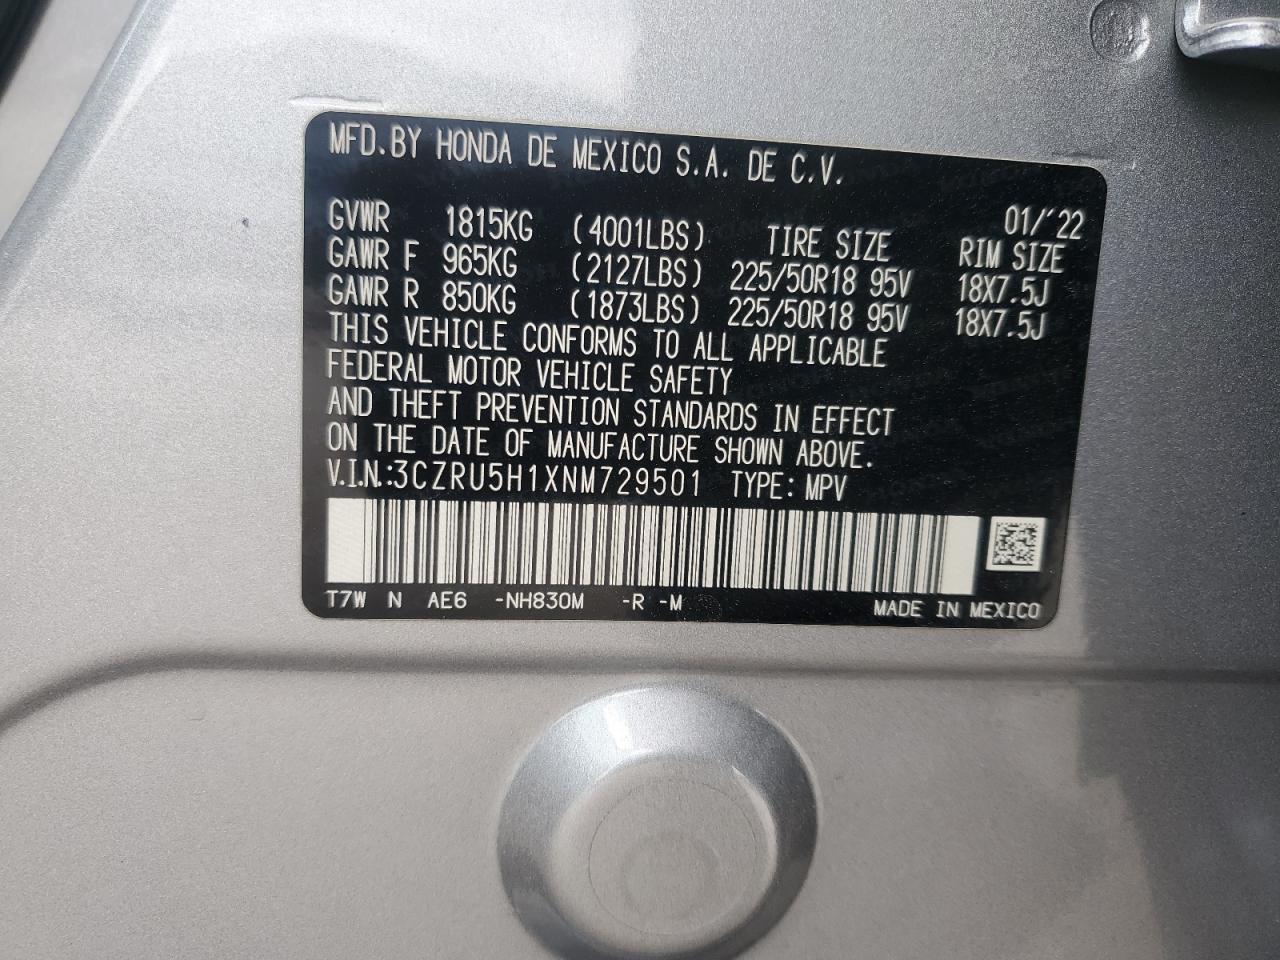 MFD.BY HONDA DE MEXICO S.A. DE C.V.
01/'22
GVWR 1815KG (4001LBS) TIRE SIZE RIM SIZE
GAWR F 965KG (2127LBS) 225/50R18 95V 18X7.5J
GAWR R 850KG (1873LBS) 225/50R18 95V 18X7.5J
THIS VEHICLE CONFORMS TO ALL APPLICABLE
FEDERAL MOTOR VEHICLE SAFETY
AND THEFT PREVENTION STANDARDS IN EFFECT
ON THE DATE OF MANUFACTURE SHOWN ABOVE.
V.I.N.:3CZRU5H1XNM729501 TYPE: MPV
T7W N AE6 -NH830M -R -M MADE IN MEXICO